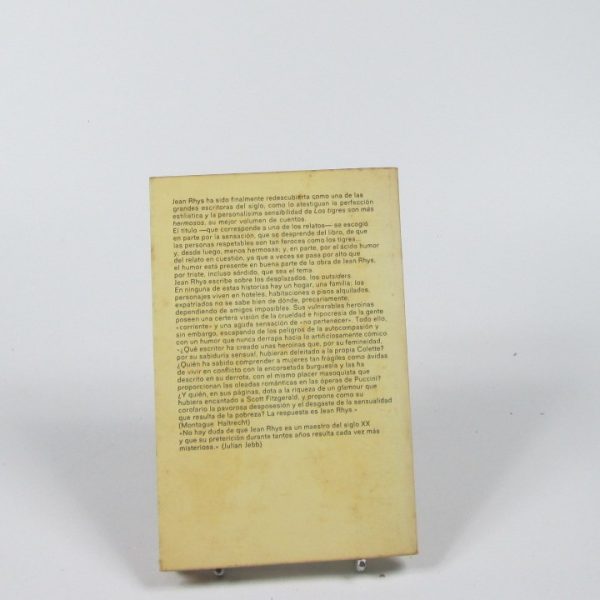 Jean Rhys ha sido finalmente redescubierta como una de las
grandes escritoras del siglo, como lo atestiguan la perfección
estilística y la personalísima sensibilidad de Los tigres son más
hermosos, su mejor volumen de cuentos.
El título —que corresponde a uno de los relatos— se escogió
en parte por la sensación, que se desprende del libro, de que
las personas respetables son tan feroces como los tigres...
y, desde luego, menos hermosas; y, en parte, por el ácido humor
del relato en cuestión, ya que a veces se pasa por alto que
el humor está presente en buena parte de la obra de Jean Rhys,
por triste, incluso sórdido, que sea el tema.
Jean Rhys escribe sobre los desplazados, los outsiders.
En ninguna de estas historias hay un hogar, una familia; los
personajes viven en hoteles, habitaciones o pisos alquilados,
expatriados no se sabe bien de dónde, precariamente,
dependiendo de amigos imposibles. Sus vulnerables heroínas
poseen una certera visión de la crueldad e hipocresía de la gente
«corriente» y una aguda sensación de «no pertenecer». Todo ello,
sin embargo, escapando de los peligros de la autocompasión y
con un humor que nunca derrapa hacia lo artificiosamente cómico.
«¿Qué escritor ha creado unas heroínas que, por su femineidad,
por su sabiduría sensual, hubieran deleitado a la propia Colette?
¿Quién ha sabido comprender a mujeres tan frágiles como ávidas
de vivir en conflicto con la encorsetada burguesía y las ha
descrito en su derrota, con el mismo placer masoquista que
proporcionan las oleadas románticas en las óperas de Puccini?
¿Y quién, en sus páginas, dota a la riqueza de un glamour que
hubiera encantado a Scott Fitzgerald, y propone como su
corolario la pavorosa desposesión y el desgaste de la sensualidad
que resulta de la pobreza? La respuesta es Jean Rhys.»
(Montague Haltrecht)
«No hay duda de que Jean Rhys es un maestro del siglo XX
y que su preterición durante tantos años resulta cada vez más
misteriosa.» (Julian Jebb)